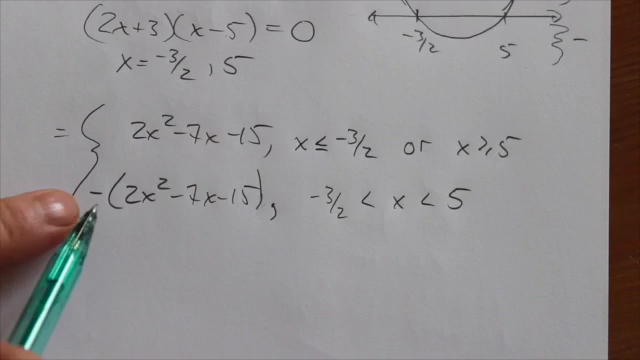 (2x+3)(x-5) = 0
x = -3/2, 5
-3/2 5 -
= { 2x²-7x-15, x ≤ -3/2 or x ≥ 5
-(2x²-7x-15), -3/2 < x < 5